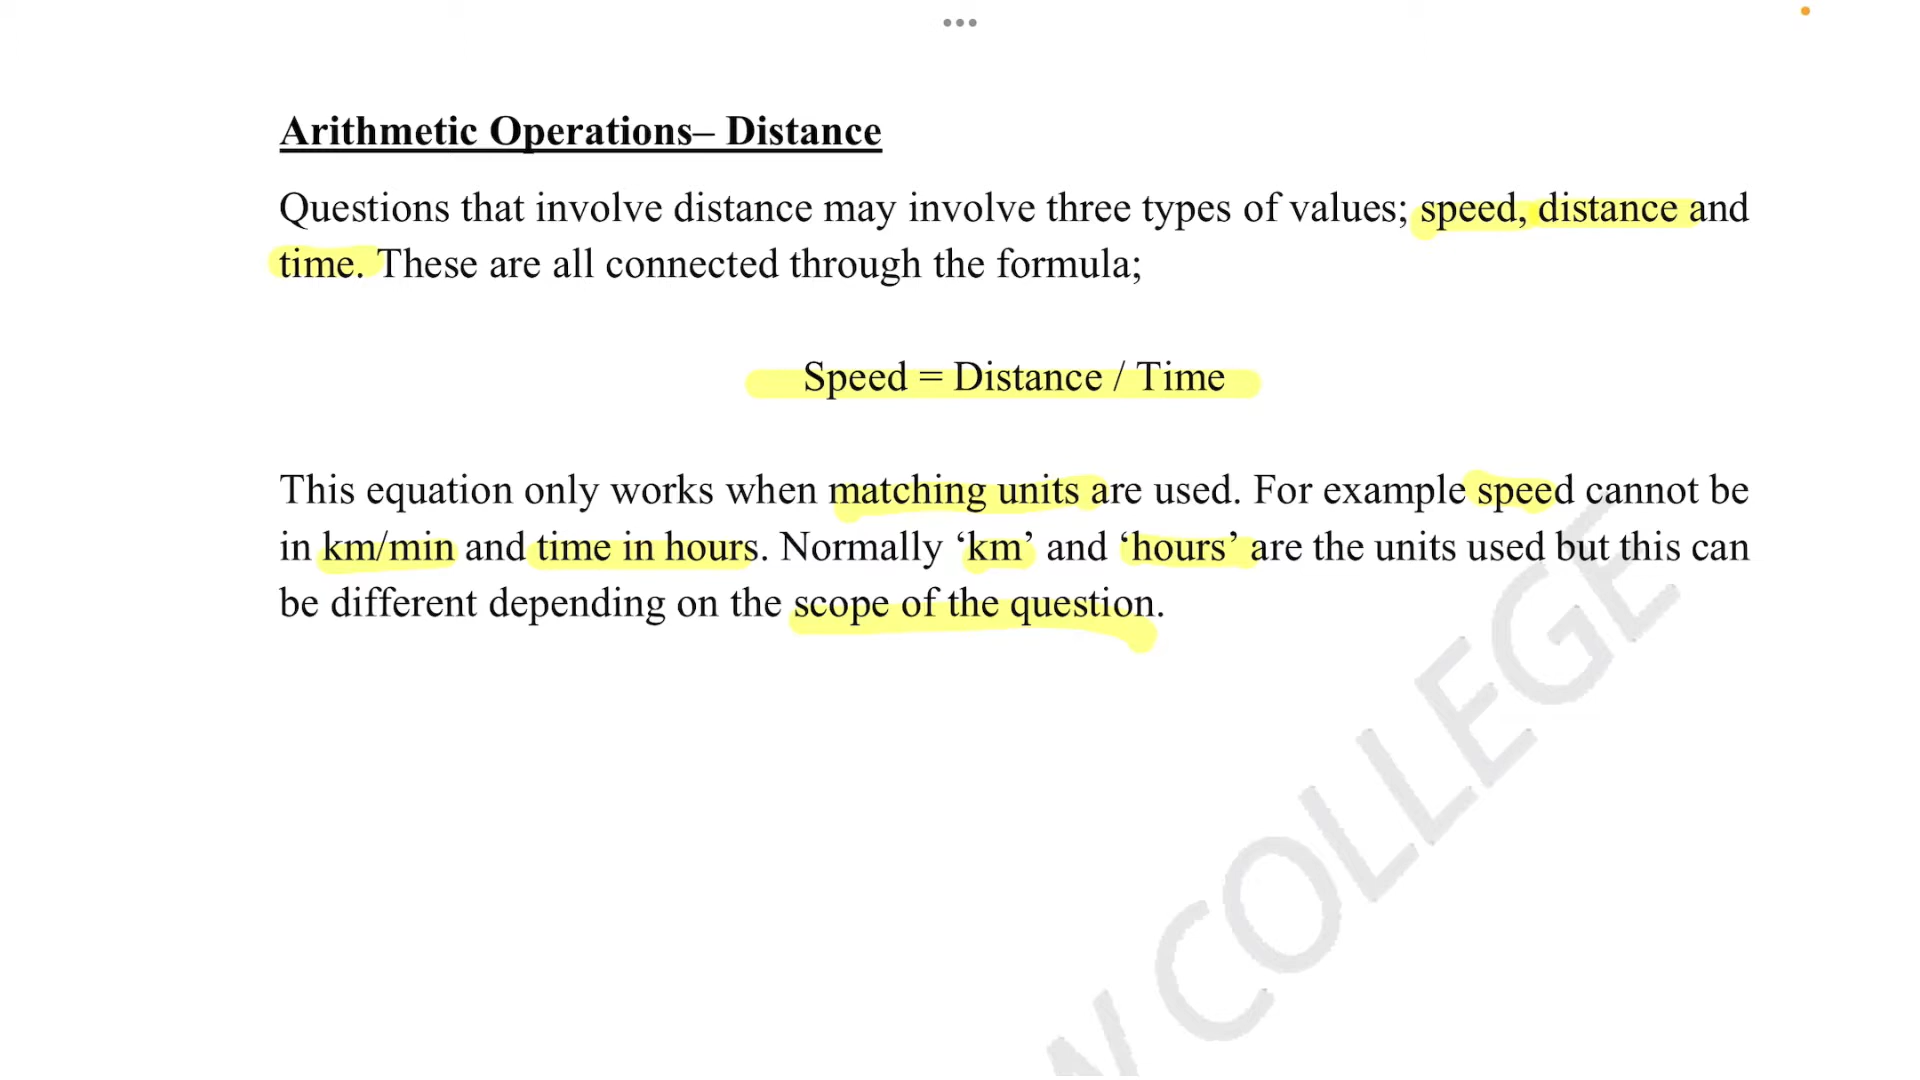 Arithmetic Operations– Distance
Questions that involve distance may involve three types of values; speed, distance and
time. These are all connected through the formula;
Speed = Distance / Time
This equation only works when matching units are used. For example speed cannot be
in km/min and time in hours. Normally ‘km’ and ‘hours’ are the units used but this can
be different depending on the scope of the question.
W COLLEGE